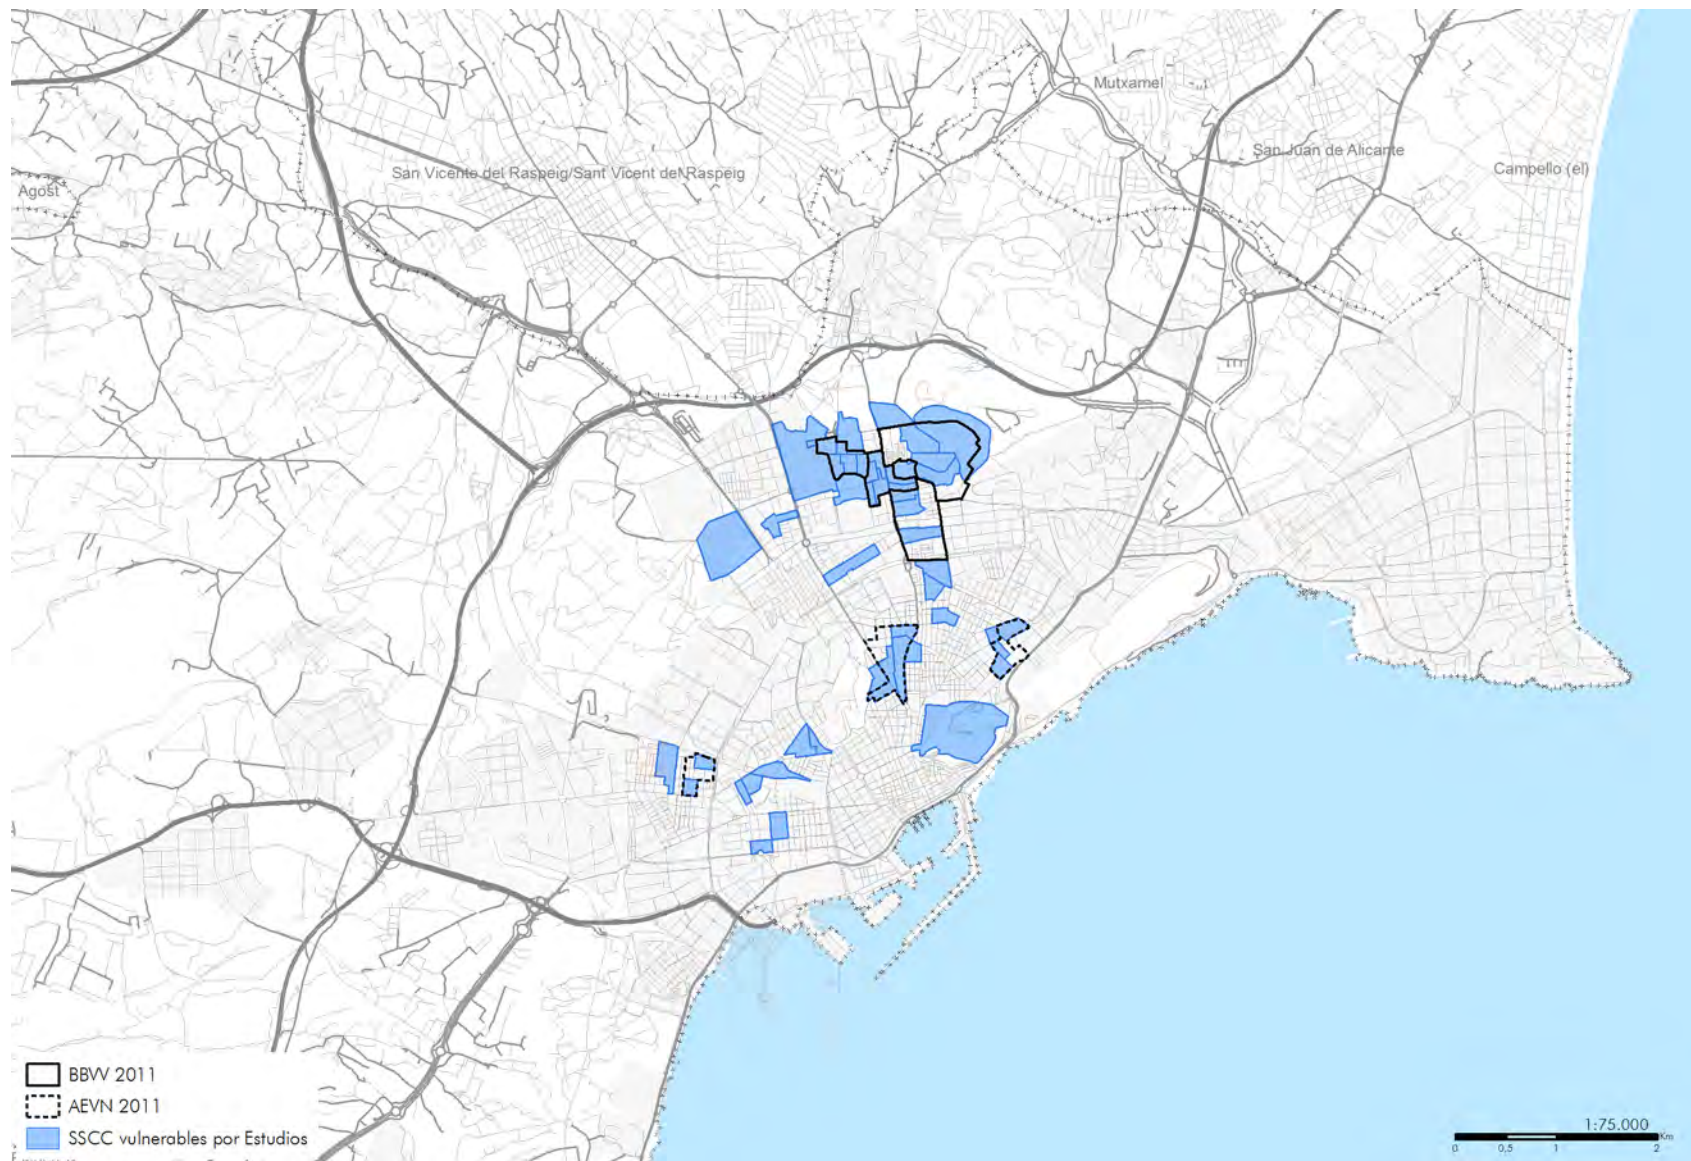 Mutxamel
San Juan de Alicante
San Vicente del Raspeig/Sant Vicent del Raspeig
Campello (el)
Agost
BBVV 2011
AEVN 2011
SSCC vulnerables por Estudios
1:75.000
Km
0 0,5 1 2